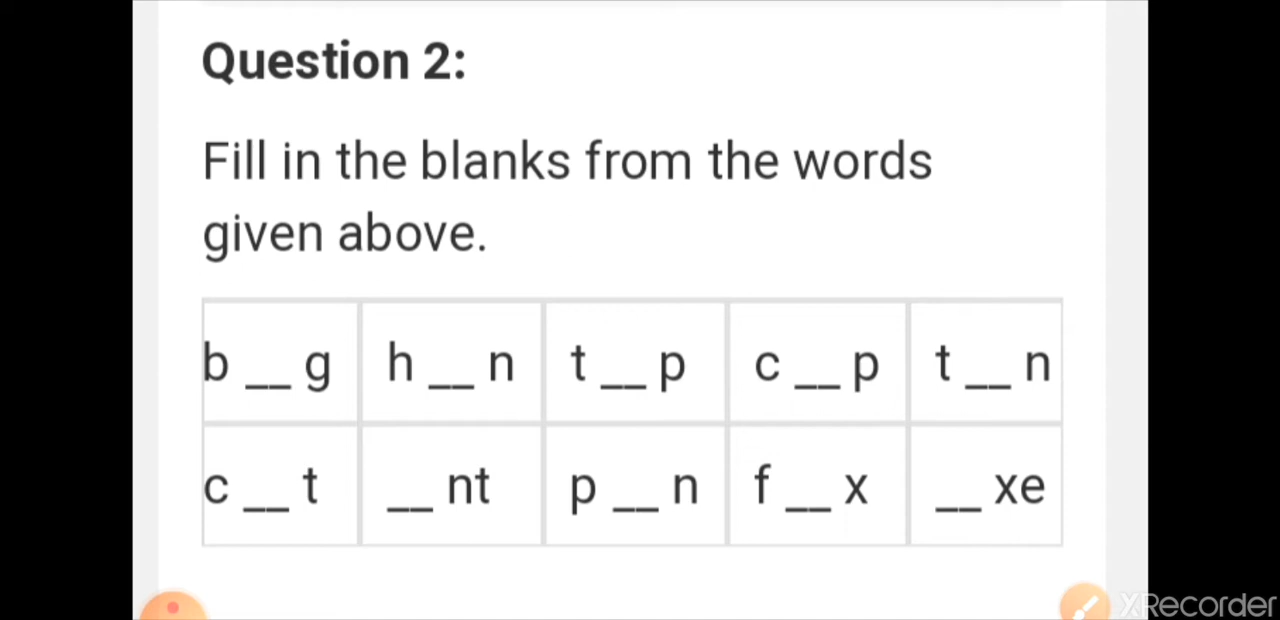 Question 2:
Fill in the blanks from the words
given above.
b __ g h __ n t __ p c __ p t __ n
c __ t __ nt p __ n f __ x __ xe
XRecorder